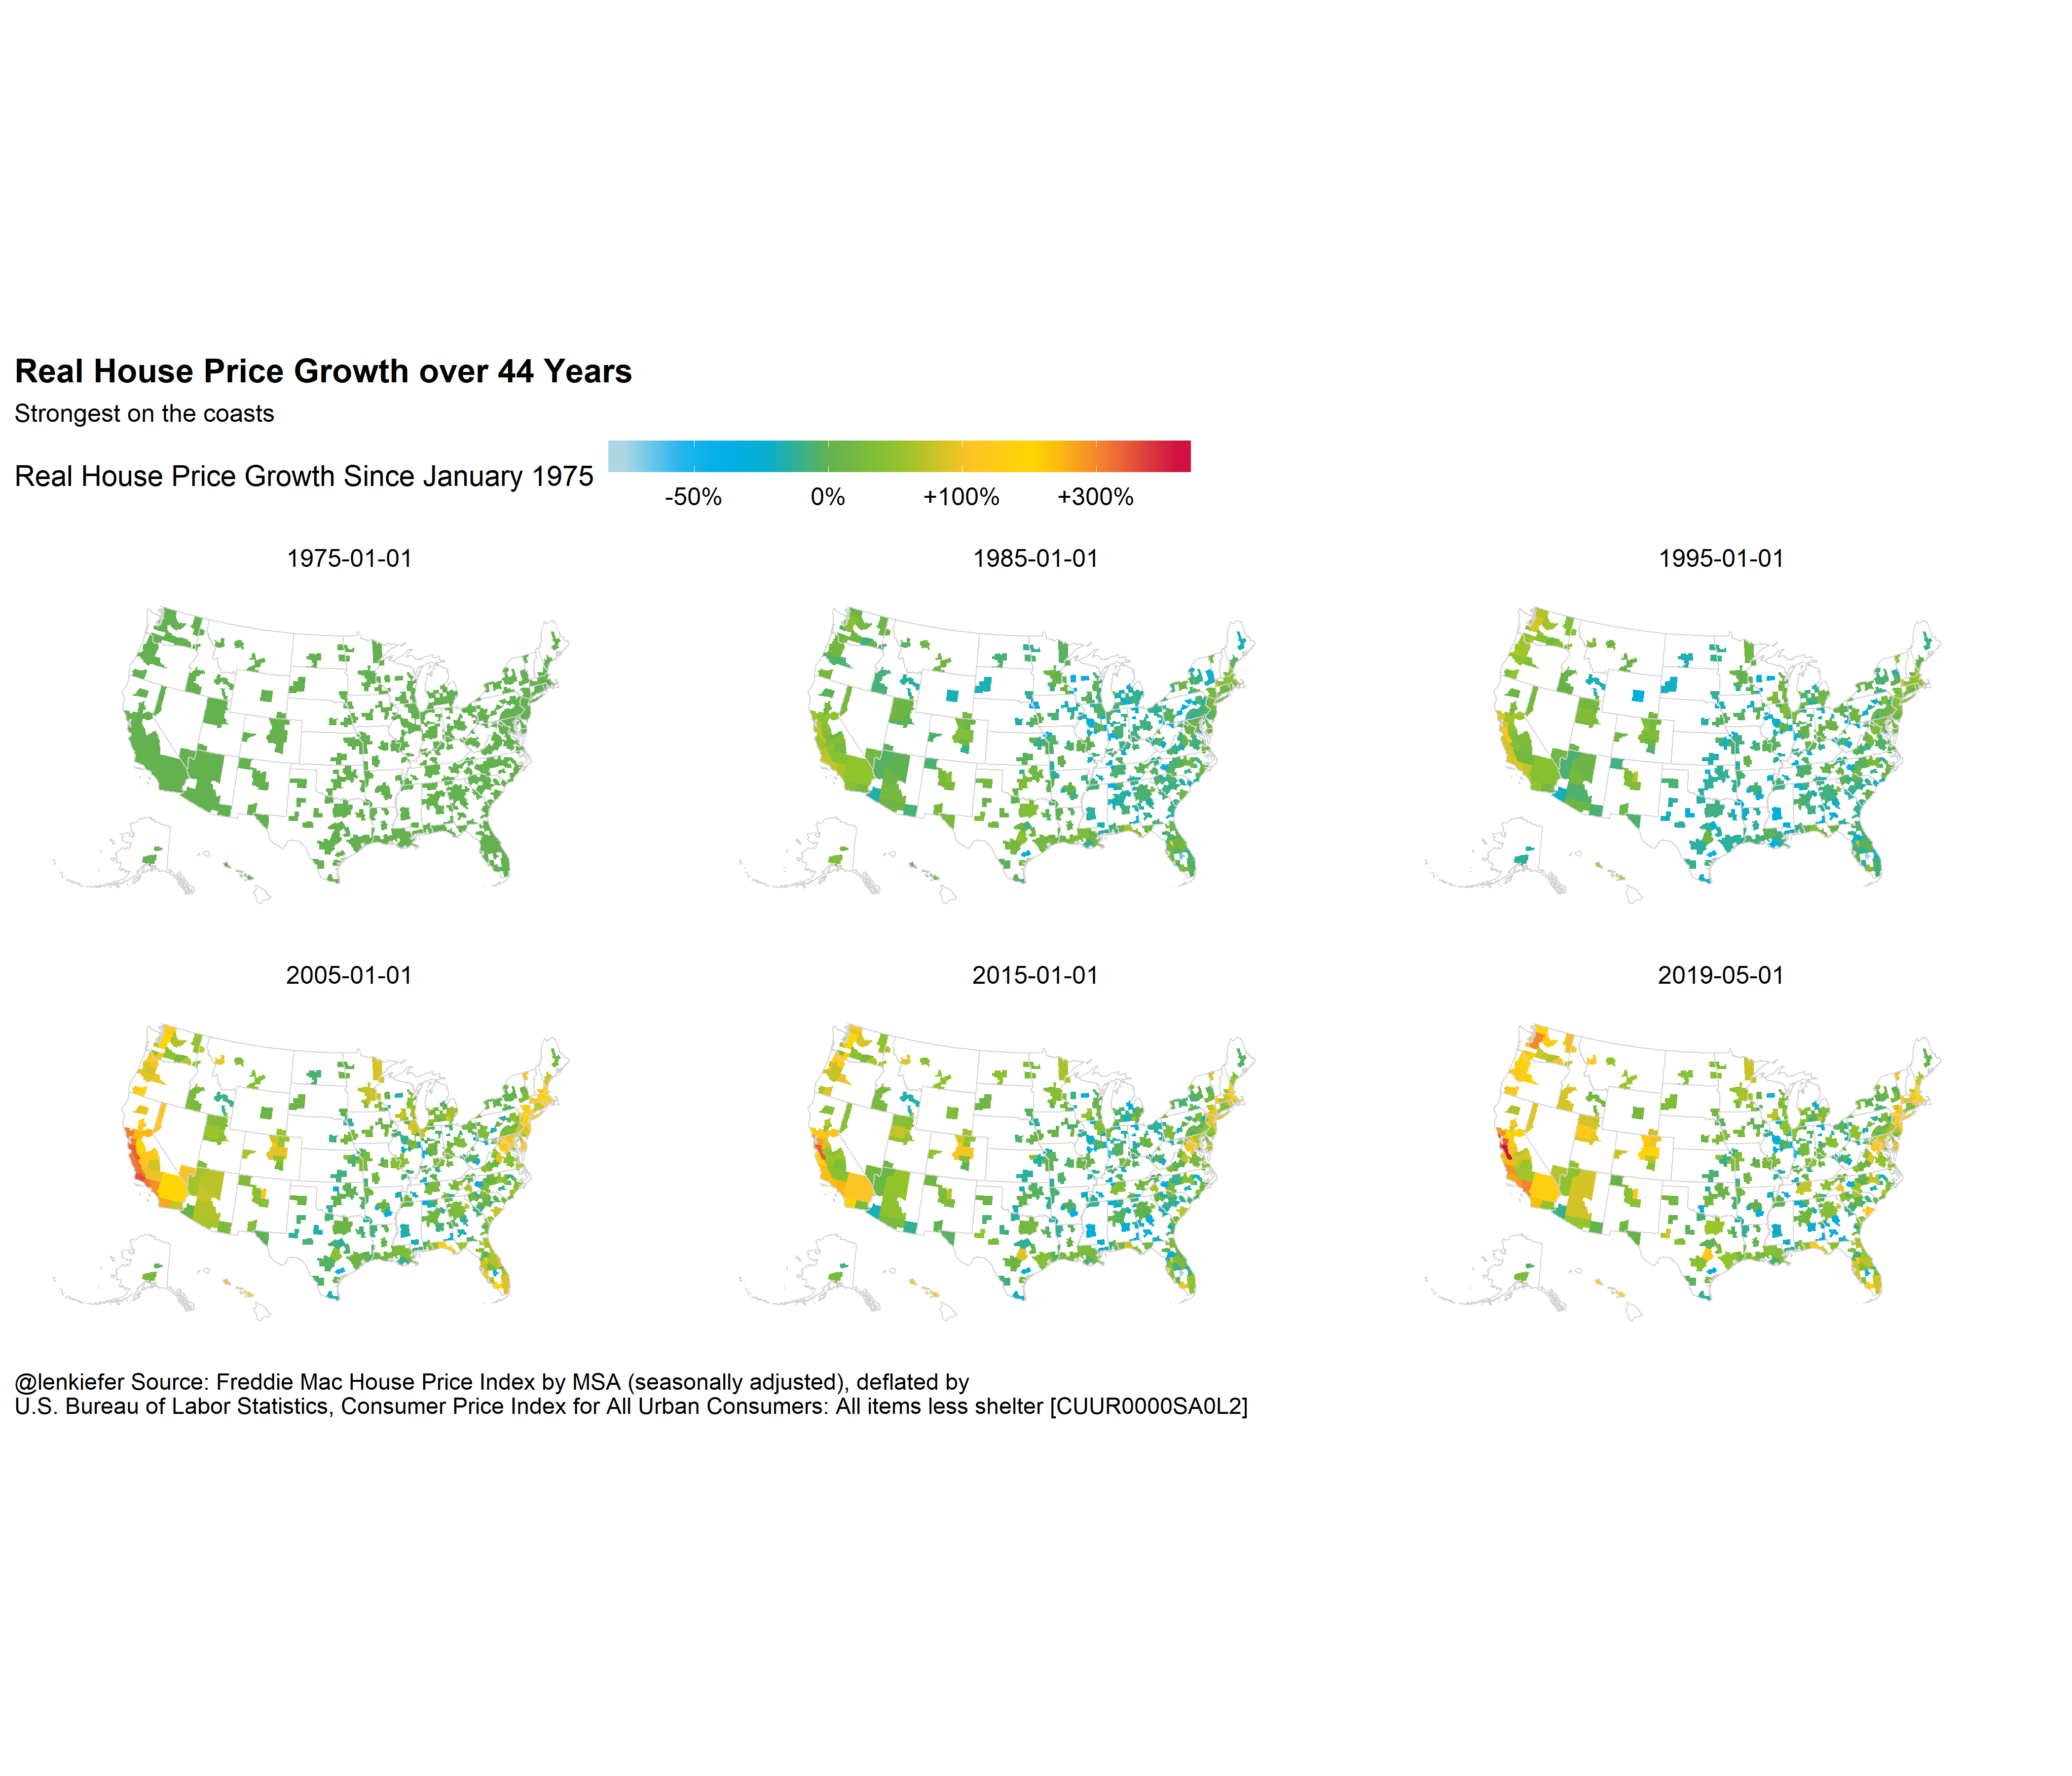 Real House Price Growth over 44 Years
Strongest on the coasts
Real House Price Growth Since January 1975
-50% 0% +100% +300%
1975-01-01 1985-01-01 1995-01-01
2005-01-01 2015-01-01 2019-05-01
@lenkiefer Source: Freddie Mac House Price Index by MSA (seasonally adjusted), deflated by
U.S. Bureau of Labor Statistics, Consumer Price Index for All Urban Consumers: All items less shelter [CUUR0000SA0L2]